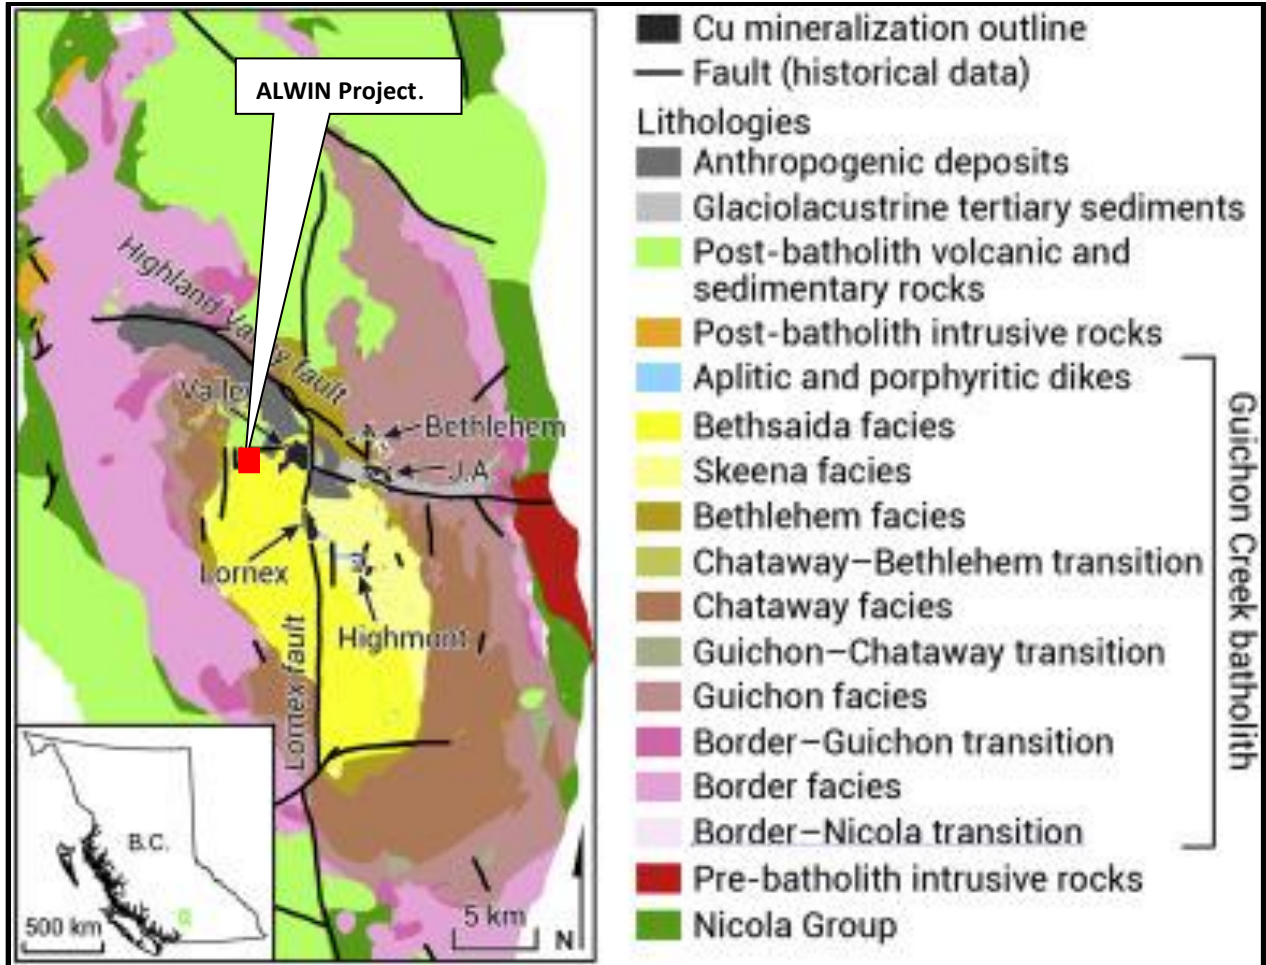 ALWIN Project.
Highland Valley fault
Valley
Bethlehem
J.A.
Lornex
Highmont
Lornex fault
B.C.
500 km
5 km
N
Cu mineralization outline
Fault (historical data)
Lithologies
Anthropogenic deposits
Glaciolacustrine tertiary sediments
Post-batholith volcanic and
sedimentary rocks
Post-batholith intrusive rocks
Aplitic and porphyritic dikes
Bethsaida facies
Skeena facies
Bethlehem facies
Chataway–Bethlehem transition
Chataway facies
Guichon–Chataway transition
Guichon facies
Border–Guichon transition
Border facies
Border–Nicola transition
Pre-batholith intrusive rocks
Nicola Group
Guichon Creek batholith